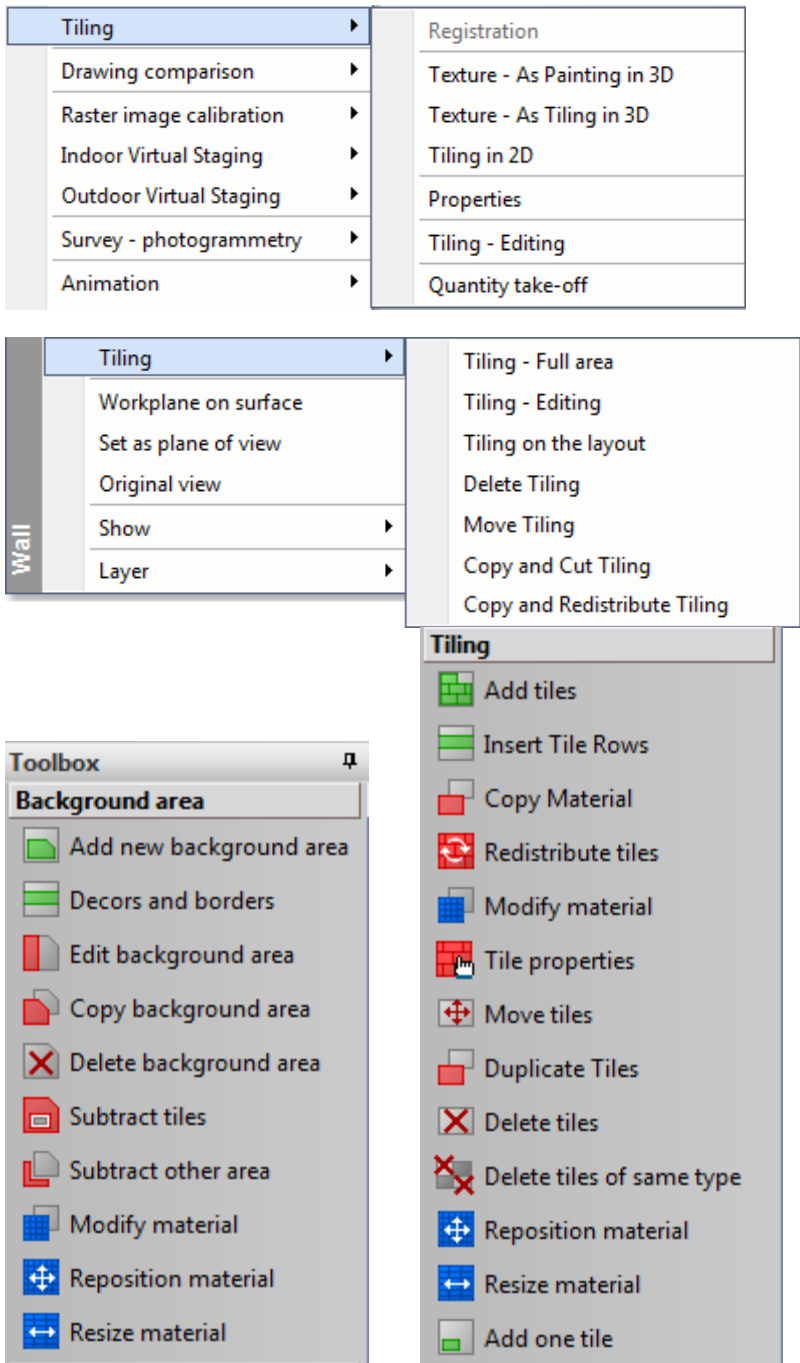 Tiling
Drawing comparison
Raster image calibration
Indoor Virtual Staging
Outdoor Virtual Staging
Survey - photogrammetry
Animation
Registration
Texture - As Painting in 3D
Texture - As Tiling in 3D
Tiling in 2D
Properties
Tiling - Editing
Quantity take-off
Wall
Tiling
Workplane on surface
Set as plane of view
Original view
Show
Layer
Tiling - Full area
Tiling - Editing
Tiling on the layout
Delete Tiling
Move Tiling
Copy and Cut Tiling
Copy and Redistribute Tiling
Toolbox
Background area
Add new background area
Decors and borders
Edit background area
Copy background area
Delete background area
Subtract tiles
Subtract other area
Modify material
Reposition material
Resize material
Tiling
Add tiles
Insert Tile Rows
Copy Material
Redistribute tiles
Modify material
Tile properties
Move tiles
Duplicate Tiles
Delete tiles
Delete tiles of same type
Reposition material
Resize material
Add one tile